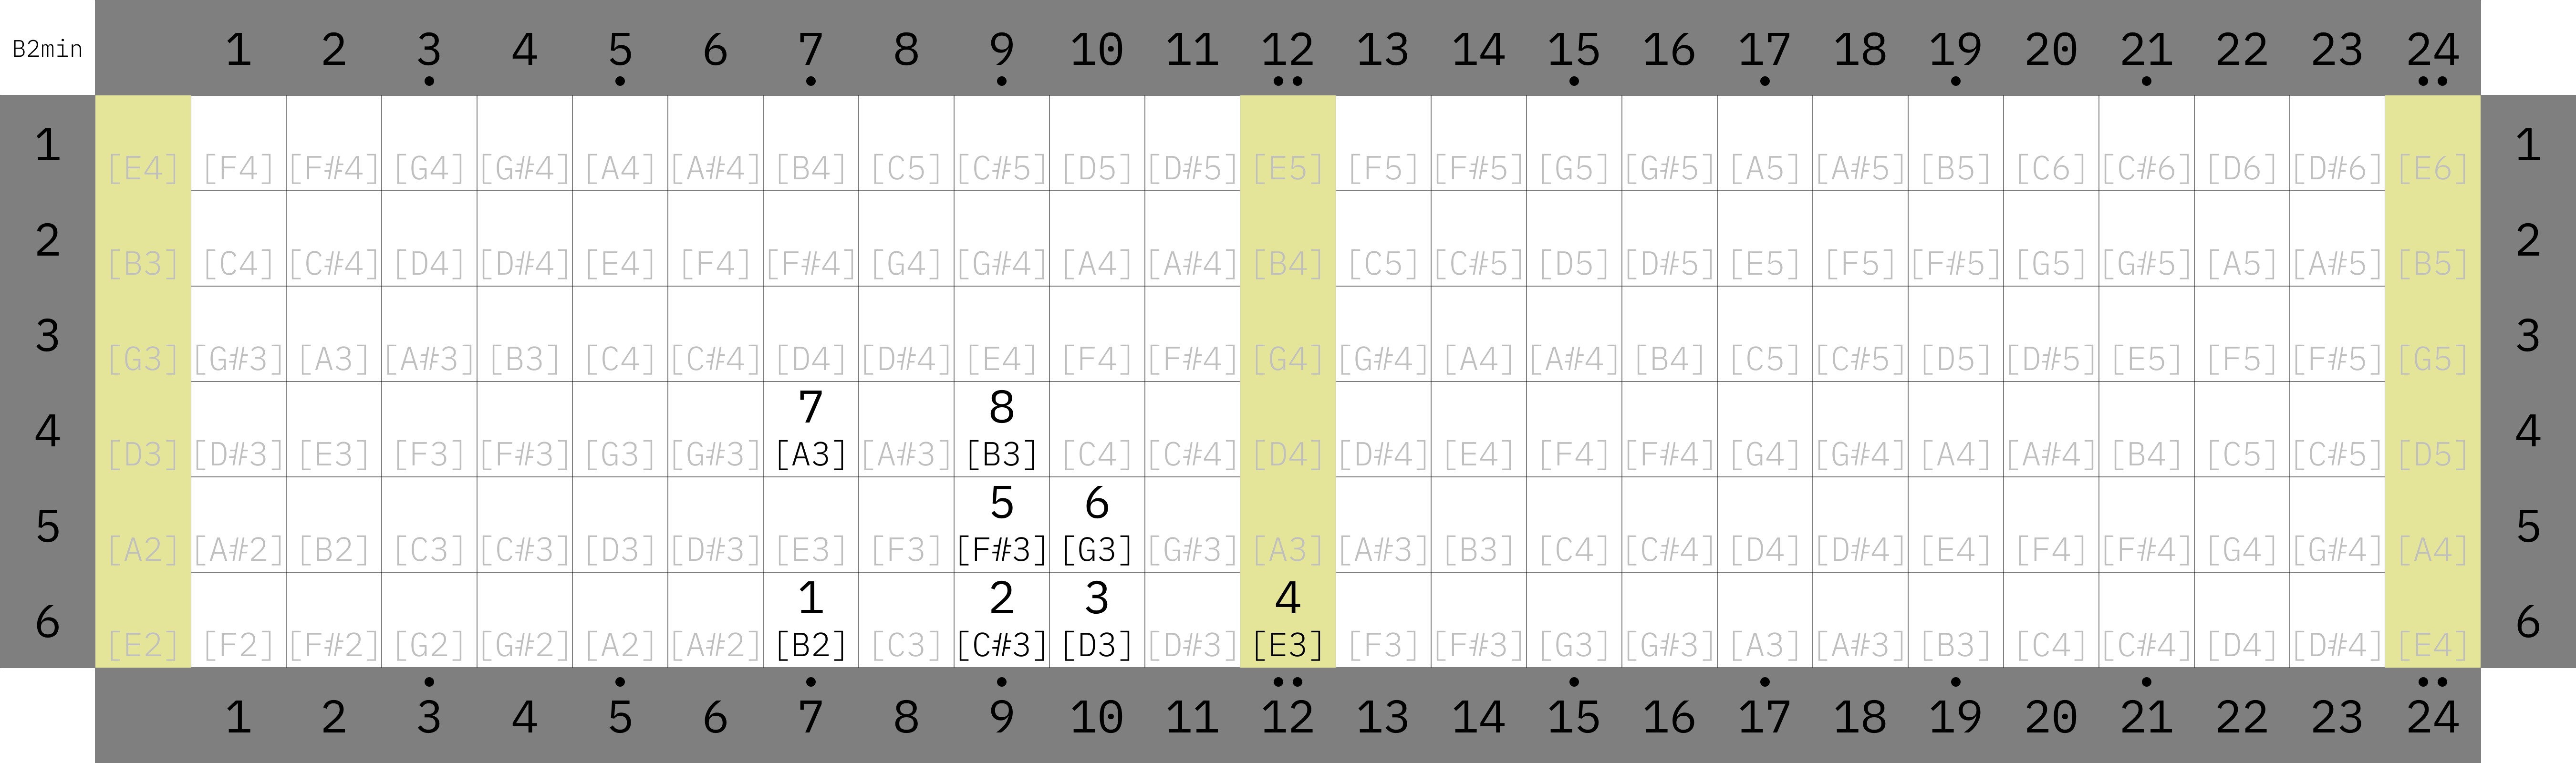 B2min 1 2 3 4 5 6 7 8 9 10 11 12 13 14 15 16 17 18 19 20 21 22 23 24
1 [E4] [F4] [F#4] [G4] [G#4] [A4] [A#4] [B4] [C5] [C#5] [D5] [D#5] [E5] [F5] [F#5] [G5] [G#5] [A5] [A#5] [B5] [C6] [C#6] [D6] [D#6] [E6] 1
2 [B3] [C4] [C#4] [D4] [D#4] [E4] [F4] [F#4] [G4] [G#4] [A4] [A#4] [B4] [C5] [C#5] [D5] [D#5] [E5] [F5] [F#5] [G5] [G#5] [A5] [A#5] [B5] 2
3 [G3] [G#3] [A3] [A#3] [B3] [C4] [C#4] [D4] [D#4] [E4] [F4] [F#4] [G4] [G#4] [A4] [A#4] [B4] [C5] [C#5] [D5] [D#5] [E5] [F5] [F#5] [G5] 3
7 8
4 [D3] [D#3] [E3] [F3] [F#3] [G3] [G#3] [A3] [A#3] [B3] [C4] [C#4] [D4] [D#4] [E4] [F4] [F#4] [G4] [G#4] [A4] [A#4] [B4] [C5] [C#5] [D5] 4
5 6
5 [A2] [A#2] [B2] [C3] [C#3] [D3] [D#3] [E3] [F3] [F#3] [G3] [G#3] [A3] [A#3] [B3] [C4] [C#4] [D4] [D#4] [E4] [F4] [F#4] [G4] [G#4] [A4] 5
1 2 3 4
6 [E2] [F2] [F#2] [G2] [G#2] [A2] [A#2] [B2] [C3] [C#3] [D3] [D#3] [E3] [F3] [F#3] [G3] [G#3] [A3] [A#3] [B3] [C4] [C#4] [D4] [D#4] [E4] 6
1 2 3 4 5 6 7 8 9 10 11 12 13 14 15 16 17 18 19 20 21 22 23 24